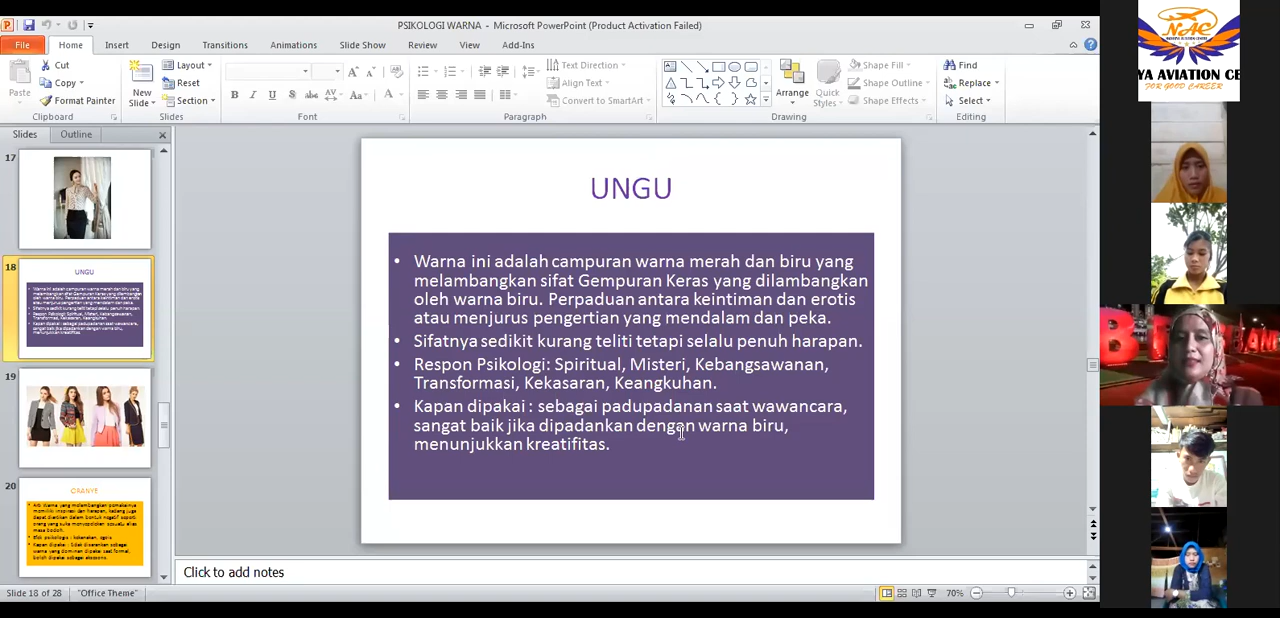 PSIKOLOGI WARNA - Microsoft PowerPoint (Product Activation Failed)
File Home Insert Design Transitions Animations Slide Show Review View Add-Ins
Cut
Copy
Format Painter
Paste
Clipboard
New
Slide
Layout
Reset
Section
Slides
B I U S abc AV Aa A
Font
Text Direction
Align Text
Convert to SmartArt
Paragraph
Arrange
Quick
Styles
Shape Fill
Shape Outline
Shape Effects
Drawing
Find
Replace
Select
Editing
Slides Outline
17
18
UNGU
19
20
ORANYE
UNGU
• Warna ini adalah campuran warna merah dan biru yang
melambangkan sifat Gempuran Keras yang dilambangkan
oleh warna biru. Perpaduan antara keintiman dan erotis
atau menjurus pengertian yang mendalam dan peka.
• Sifatnya sedikit kurang teliti tetapi selalu penuh harapan.
• Respon Psikologi: Spiritual, Misteri, Kebangsawanan,
Transformasi, Kekasaran, Keangkuhan.
• Kapan dipakai : sebagai padupadanan saat wawancara,
sangat baik jika dipadankan dengan warna biru,
menunjukkan kreatifitas.
Click to add notes
Slide 18 of 28 "Office Theme" 70%
NAC
YA AVIATION CE
FOR GOOD CAREER